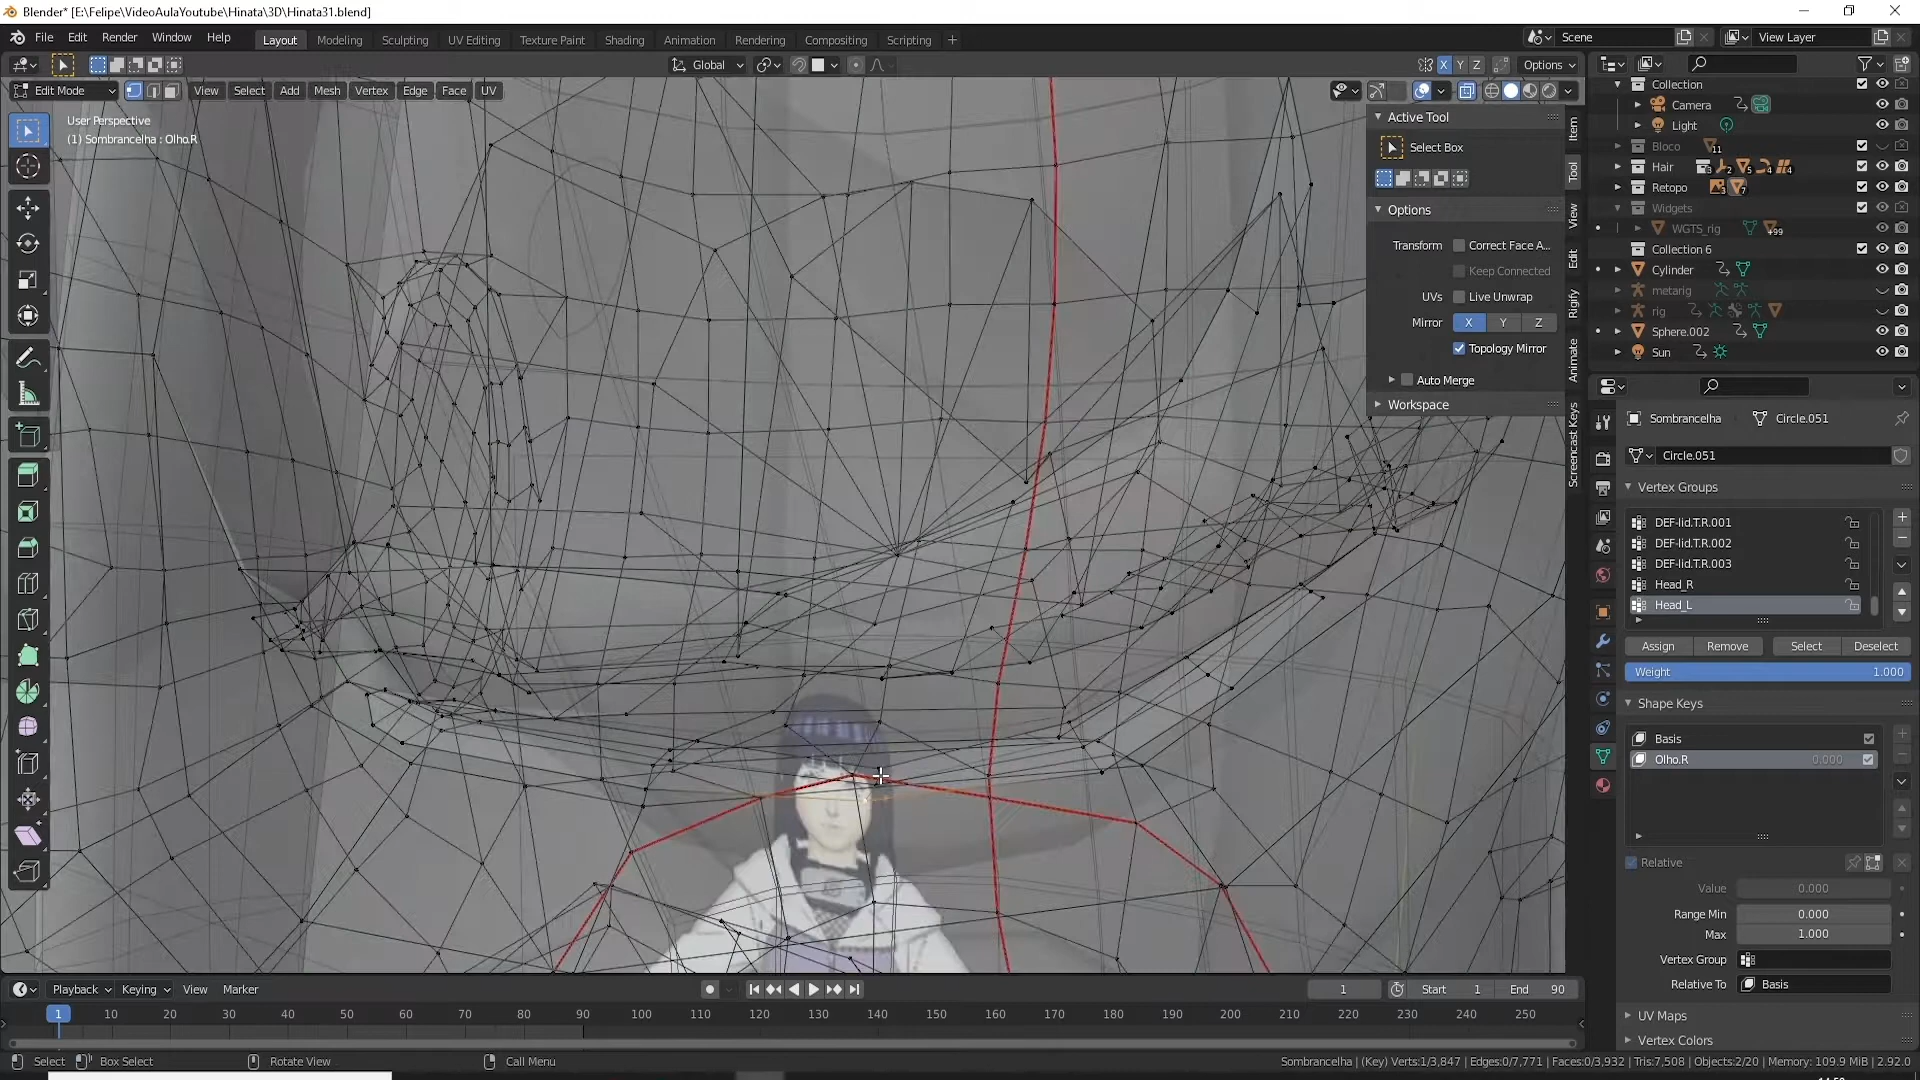 Blender* [E:\Felipe\VideoAulaYoutube\Hinata\3D\Hinata31.blend]
File Edit Render Window Help Layout Modeling Sculpting UV Editing Texture Paint Shading Animation Rendering Compositing Scripting + Scene View Layer
Global X Y Z Options
Edit Mode View Select Add Mesh Vertex Edge Face UV
User Perspective
(1) Sombrancelha : Olho.R
Active Tool
Select Box
Options
Transform Correct Face A...
Keep Connected
UVs Live Unwrap
Mirror X Y Z
Topology Mirror
Auto Merge
Workspace
Item
Tool
View
Edit
Rigify
Animate
Screencast Keys
Collection
Camera
Light
Bloco 11
Hair 3 2 5 4 4
Retopo 3 7
Widgets
WGTS_rig +99
Collection 6
Cylinder
metarig
rig
Sphere.002
Sun
Sombrancelha Circle.051
Circle.051
Vertex Groups
DEF-lid.T.R.001
DEF-lid.T.R.002
DEF-lid.T.R.003
Head_R
Head_L
Assign Remove Select Deselect
Weight 1.000
Shape Keys
Basis
Olho.R 0.000
Relative
Value 0.000
Range Min 0.000
Max 1.000
Vertex Group
Relative To Basis
UV Maps
Vertex Colors
Playback Keying View Marker 1 Start 1 End 90
1 10 20 30 40 50 60 70 80 90 100 110 120 130 140 150 160 170 180 190 200 210 220 230 240 250
Select Box Select Rotate View Call Menu Sombrancelha | (Key) Verts:1/3,847 | Edges:0/7,771 | Faces:0/3,932 | Tris:7,508 | Objects:2/20 | Memory: 109.9 MiB | 2.92.0